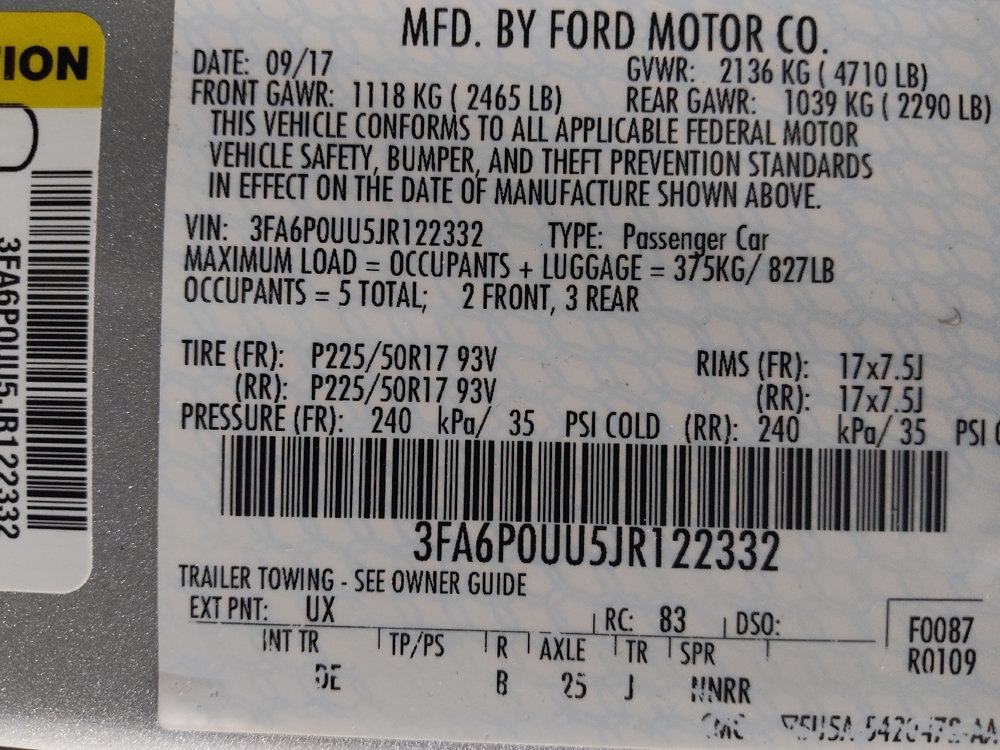 ION
3FA6P0UU5JR122332
MFD. BY FORD MOTOR CO.
DATE: 09/17 GVWR: 2136 KG ( 4710 LB)
FRONT GAWR: 1118 KG ( 2465 LB) REAR GAWR: 1039 KG ( 2290 LB)
THIS VEHICLE CONFORMS TO ALL APPLICABLE FEDERAL MOTOR
VEHICLE SAFETY, BUMPER, AND THEFT PREVENTION STANDARDS
IN EFFECT ON THE DATE OF MANUFACTURE SHOWN ABOVE.
VIN: 3FA6P0UU5JR122332 TYPE: Passenger Car
MAXIMUM LOAD = OCCUPANTS + LUGGAGE = 375KG/ 827LB
OCCUPANTS = 5 TOTAL; 2 FRONT, 3 REAR
TIRE (FR): P225/50R17 93V RIMS (FR): 17x7.5J
(RR): P225/50R17 93V (RR): 17x7.5J
PRESSURE (FR): 240 kPa/ 35 PSI COLD (RR): 240 kPa/ 35 PSI C
3FA6P0UU5JR122332
TRAILER TOWING - SEE OWNER GUIDE
EXT PNT: UX RC: 83 DSO:
F0087
R0109
INT TR TP/PS R AXLE TR SPR
DE B 25 J NNRR